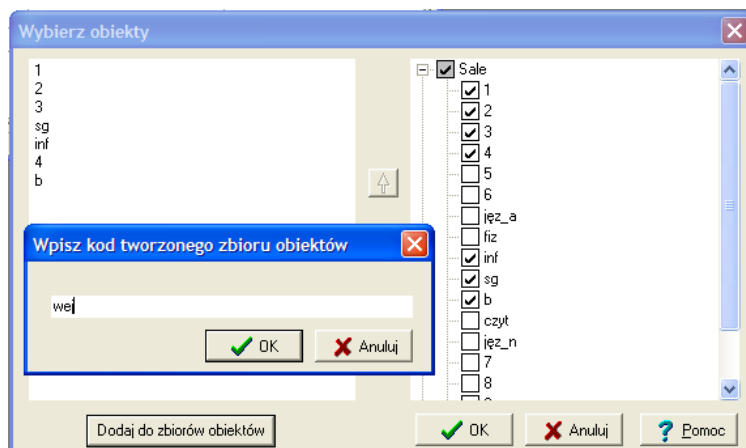 Wybierz obiekty
1
2
3
sg
inf
4
b
Sale
1
2
3
4
5
6
jęz_a
fiz
inf
sg
b
czyt
jęz_n
7
8
Wpisz kod tworzonego zbioru obiektów
wej
OK
Anuluj
Dodaj do zbiorów obiektów
OK
Anuluj
Pomoc